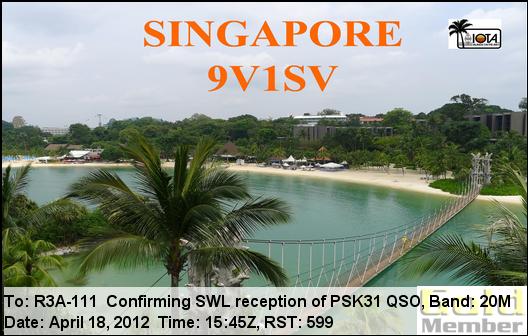 SINGAPORE
9V1SV
IOTA
To: R3A-111 Confirming SWL reception of PSK31 QSO, Band: 20M
Date: April 18, 2012 Time: 15:45Z, RST: 599
Gold
Member